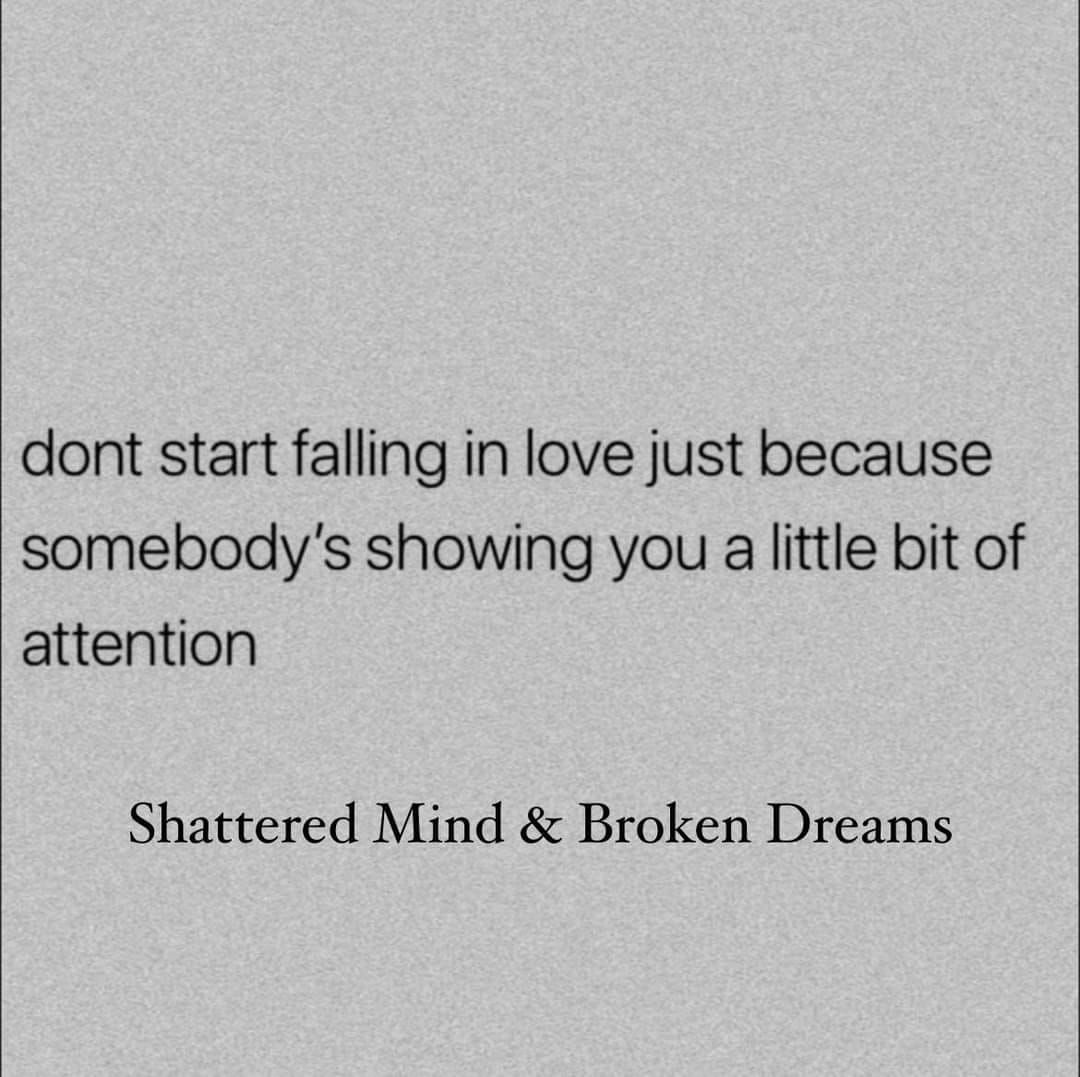 dont start falling in love just because
somebody’s showing you a little bit of
attention
Shattered Mind & Broken Dreams